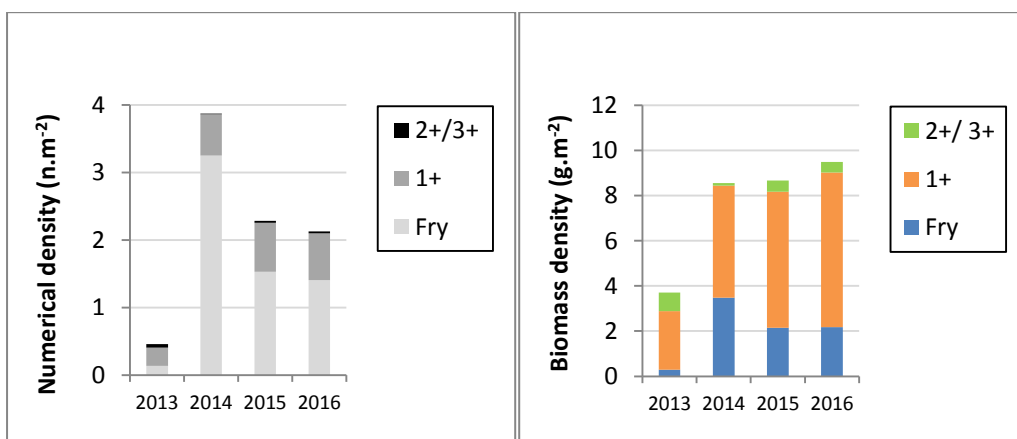 Numerical density (n.m-2)
4
3
2
1
0
2013 2014 2015 2016
2+/3+
1+
Fry
Biomass density (g.m-2)
12
10
8
6
4
2
0
2013 2014 2015 2016
2+/ 3+
1+
Fry